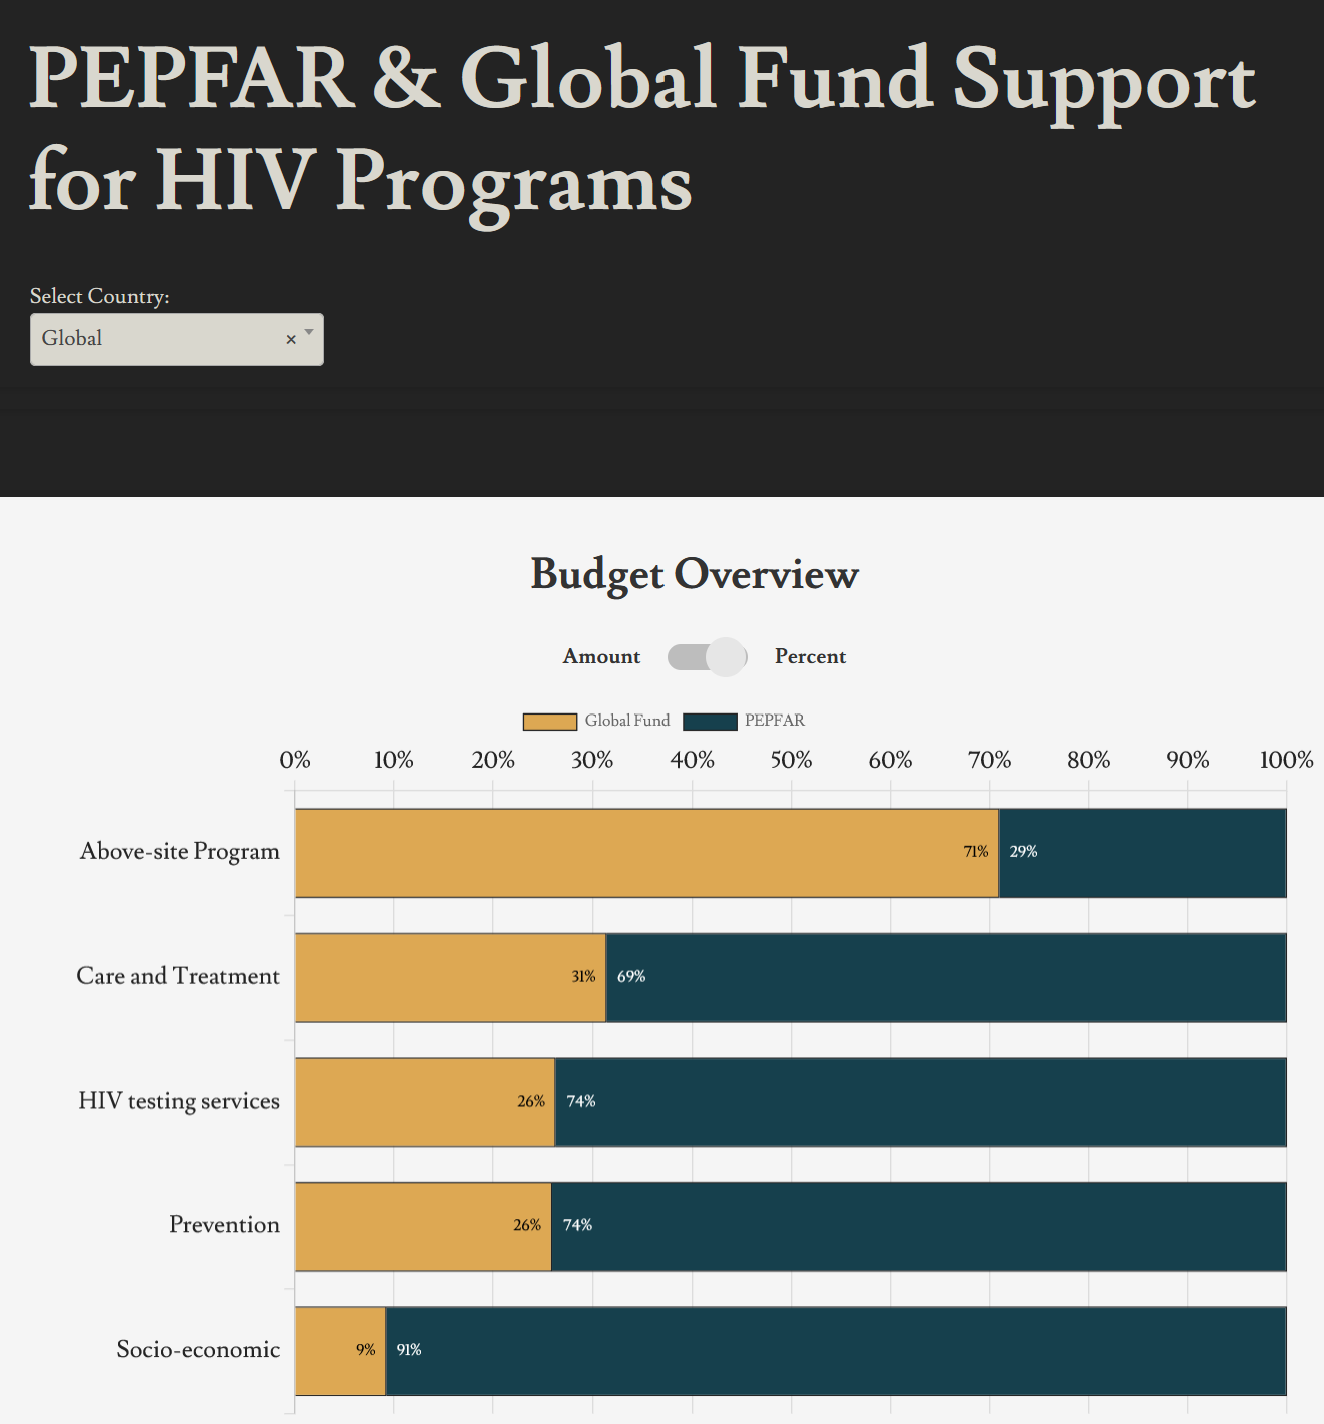 PEPFAR & Global Fund Support
for HIV Programs
Select Country:
Global ×
Budget Overview
Amount Percent
Global Fund PEPFAR
0% 10% 20% 30% 40% 50% 60% 70% 80% 90% 100%
Above-site Program 71% 29%
Care and Treatment 31% 69%
HIV testing services 26% 74%
Prevention 26% 74%
Socio-economic 9% 91%